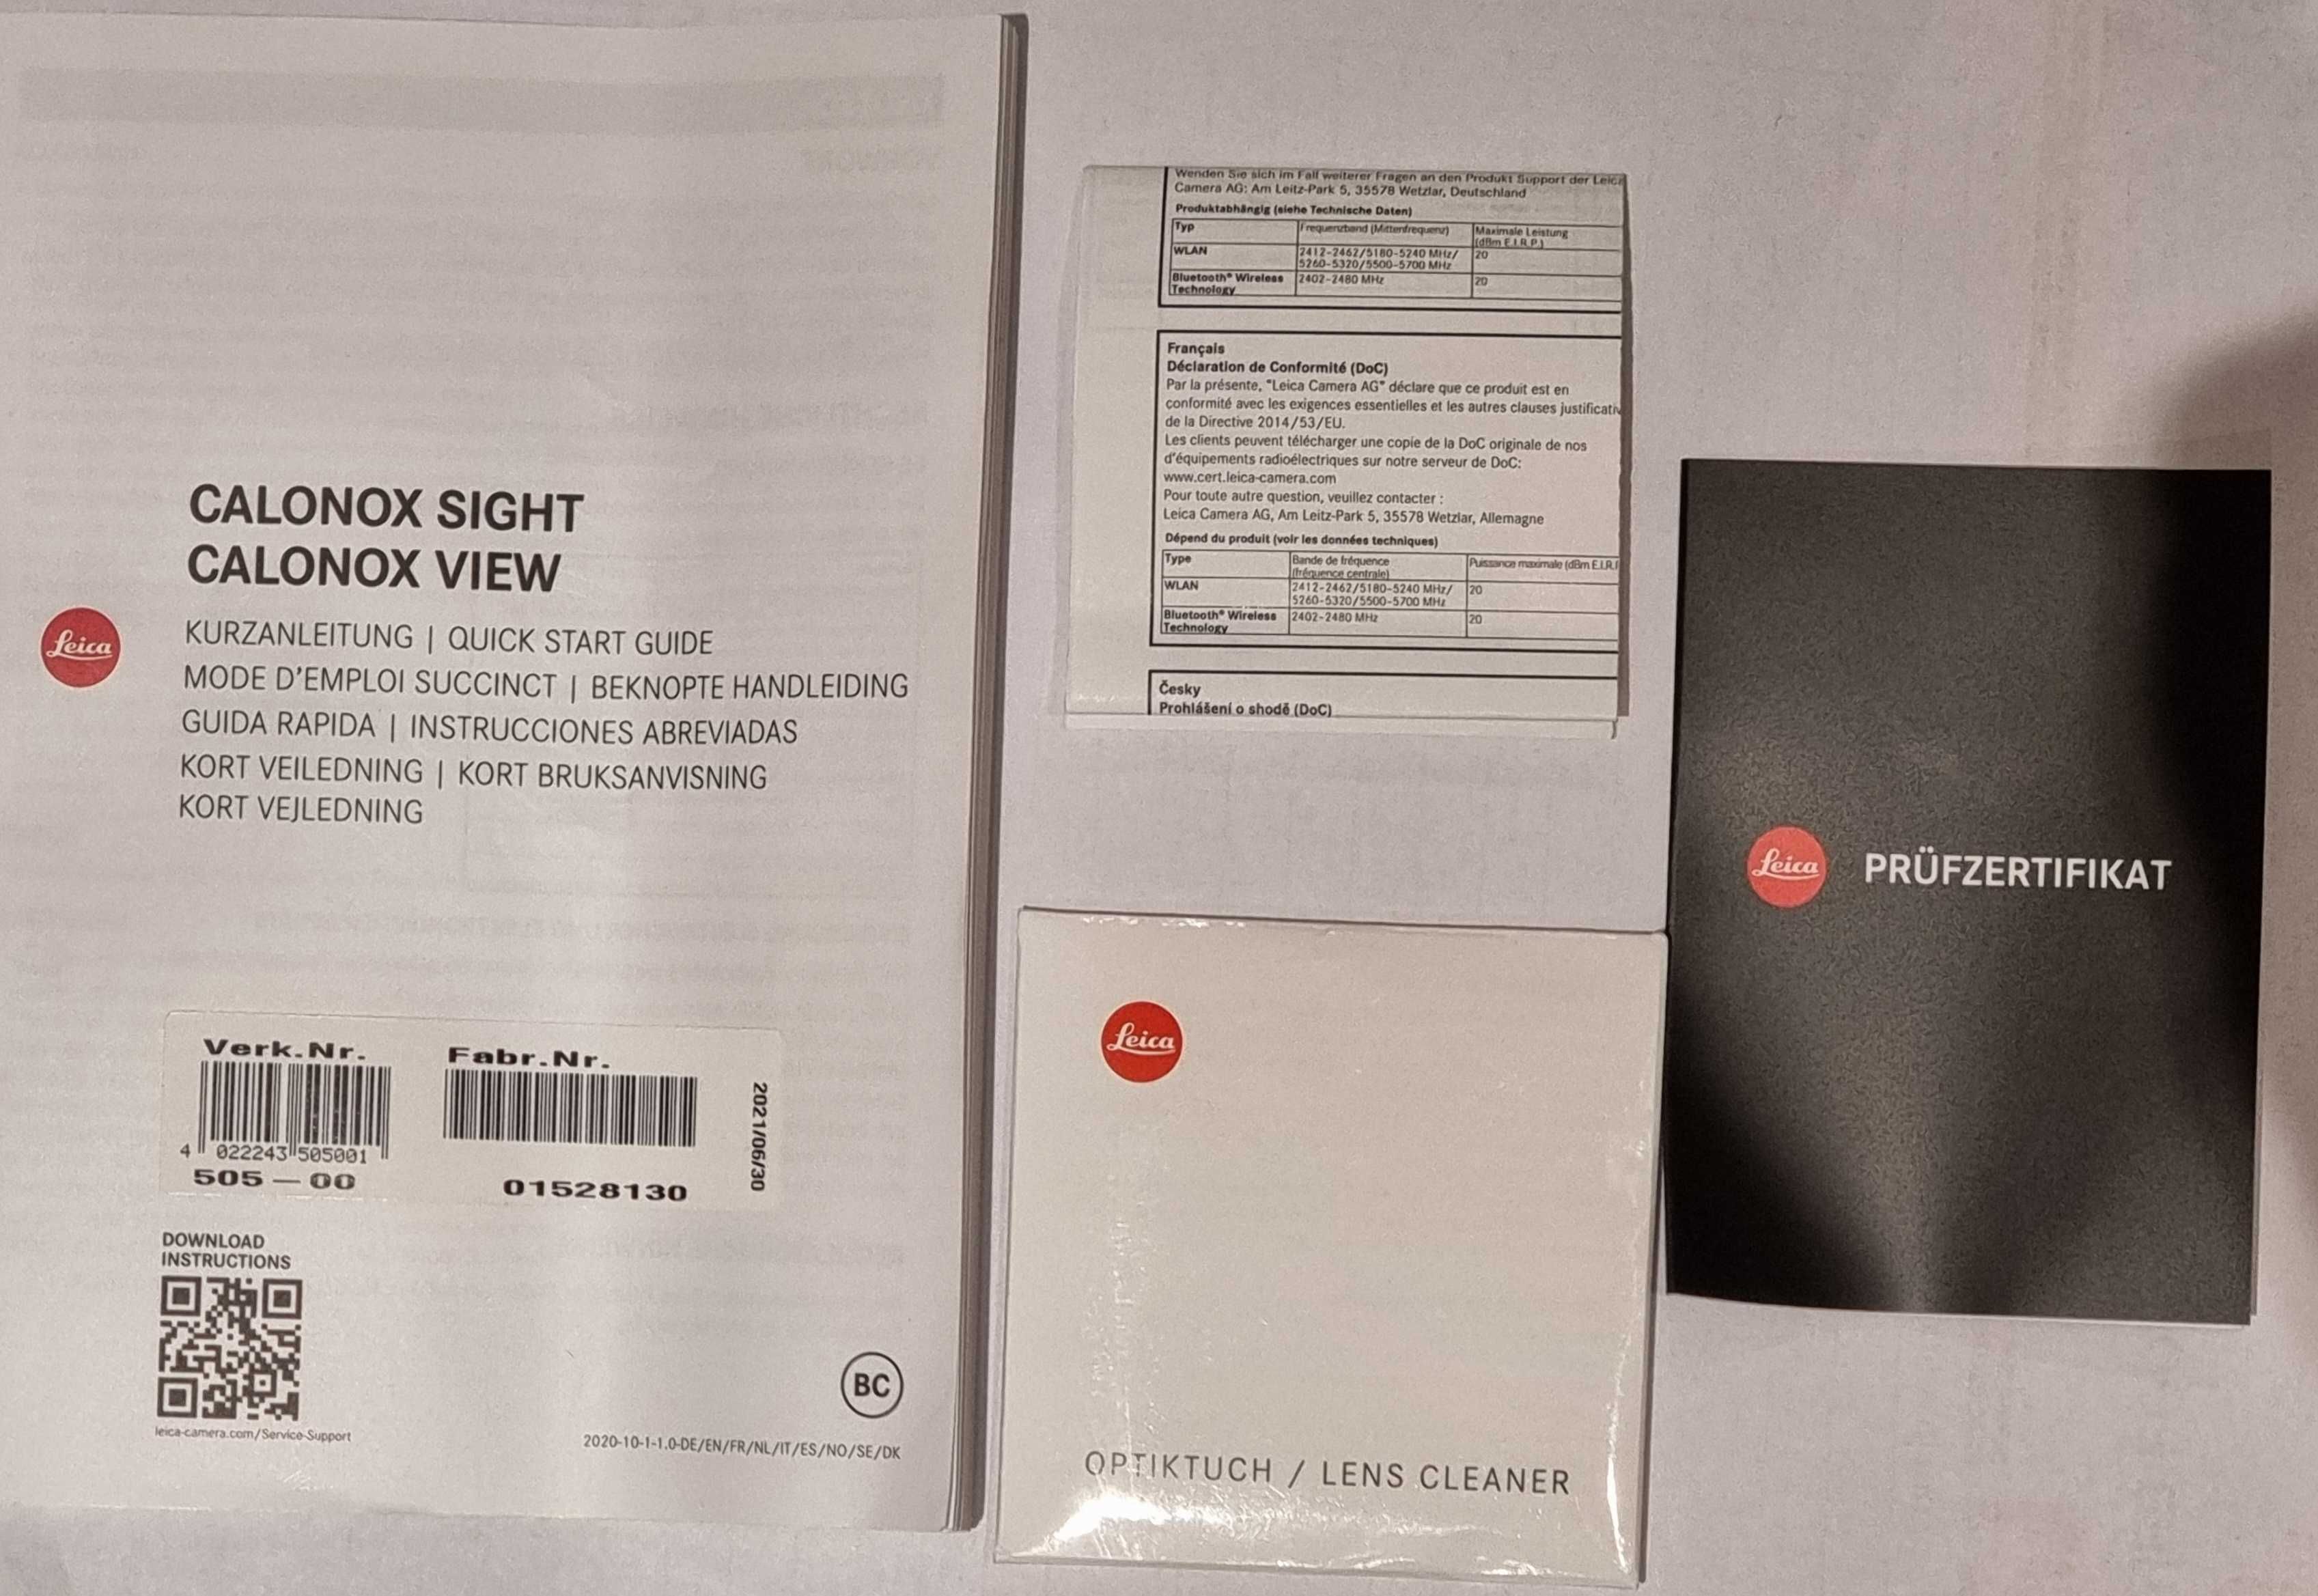 CALONOX SIGHT
CALONOX VIEW
Leica
KURZANLEITUNG | QUICK START GUIDE
MODE D'EMPLOI SUCCINCT | BEKNOPTE HANDLEIDING
GUIDA RAPIDA | INSTRUCCIONES ABREVIADAS
KORT VEILEDNING | KORT BRUKSANVISNING
KORT VEJLEDNING
Verk.Nr.
4 022243 505001
505-00
Fabr.Nr.
01528130
2021/06/30
DOWNLOAD
INSTRUCTIONS
leica-camera.com/Service-Support
BC
2020-10-1-1.0-DE/EN/FR/NL/IT/ES/NO/SE/DK
Wenden Sie sich im Fall weiterer Fragen an den Produkt Support der Leica
Camera AG: Am Leitz-Park 5, 35578 Wetzlar, Deutschland
Produktabhängig (siehe Technische Daten)
Typ Frequenzband (Mittenfrequenz) Maximale Leistung
(dBm E.I.R.P.)
WLAN 2412-2462/5180-5240 MHz/ 20
5260-5320/5500-5700 MHz
Bluetooth® Wireless 2402-2480 MHz 20
Technology
Français
Déclaration de Conformité (DoC)
Par la présente, "Leica Camera AG" déclare que ce produit est en
conformité avec les exigences essentielles et les autres clauses
de la Directive 2014/53/EU.
Les clients peuvent télécharger une copie de la DoC originale de nos
d'équipements radioélectriques sur notre serveur de DoC:
www.cert.leica-camera.com
Pour toute autre question, veuillez contacter :
Leica Camera AG, Am Leitz-Park 5, 35578 Wetzlar, Allemagne
Dépend du produit (voir les données techniques)
Type Bande de fréquence Puissance maximale (dBm E.I.R.P
(fréquence centrale)
WLAN 2412-2462/5180-5240 MHz/ 20
5260-5320/5500-5700 MHz
Bluetooth® Wireless 2402-2480 MHz 20
Technology
Česky
Prohlášení o shodě (DoC)
Leica
OPTIKTUCH / LENS CLEANER
Leica PRÜFZERTIFIKAT